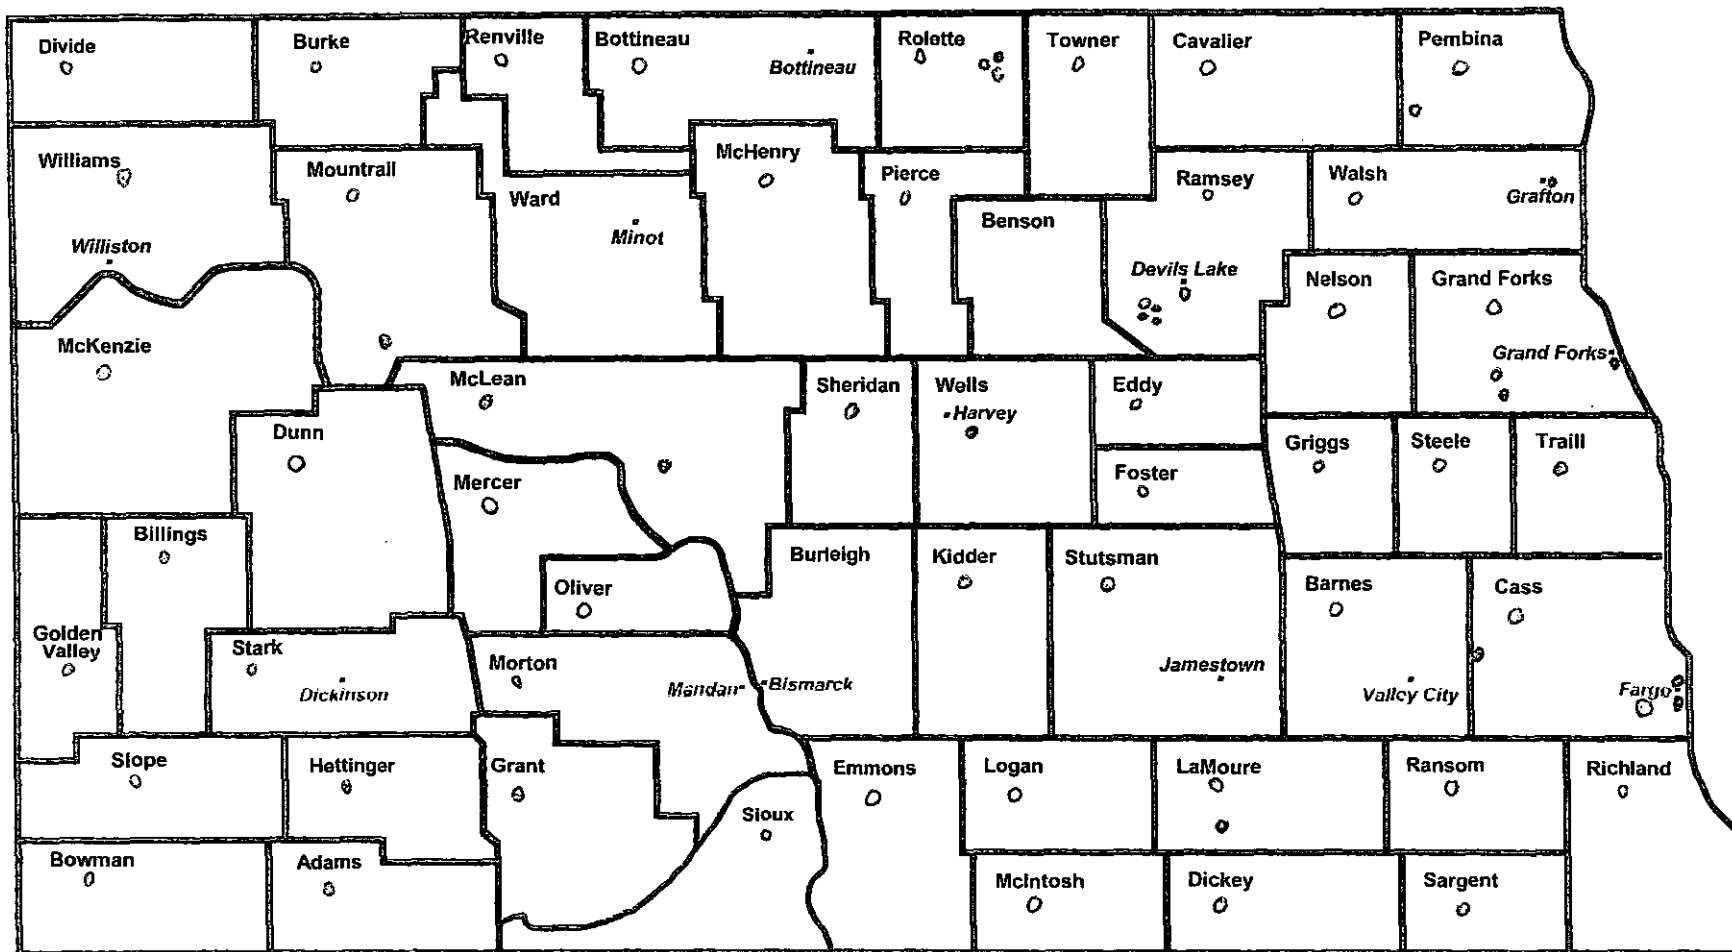 Divide
Burke
Renville
Bottineau
Bottineau
Rolette
Towner
Cavalier
Pembina
Williams
Williston
Mountrail
Ward
Minot
McHenry
Pierce
Benson
Ramsey
Devils Lake
Walsh
Grafton
Nelson
Grand Forks
Grand Forks
McKenzie
McLean
Sheridan
Wells
Harvey
Eddy
Dunn
Mercer
Foster
Griggs
Steele
Traill
Billings
Oliver
Burleigh
Kidder
Stutsman
Jamestown
Barnes
Valley City
Cass
Fargo
Golden
Valley
Stark
Dickinson
Morton
Mandan
Bismarck
Slope
Hettinger
Grant
Sioux
Emmons
Logan
LaMoure
Ransom
Richland
Bowman
Adams
McIntosh
Dickey
Sargent